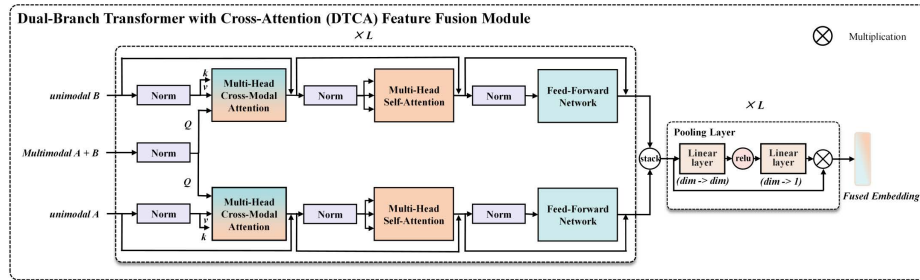 Dual-Branch Transformer with Cross-Attention (DTCA) Feature Fusion Module
× L
Multiplication
unimodal B
Norm
k
v
Multi-Head
Cross-Modal
Attention
Norm
Multi-Head
Self-Attention
Norm
Feed-Forward
Network
Q
Multimodal A + B
Norm
Q
unimodal A
Norm
v
k
Multi-Head
Cross-Modal
Attention
Norm
Multi-Head
Self-Attention
Norm
Feed-Forward
Network
stack
× L
Pooling Layer
Linear
layer
relu
Linear
layer
(dim -> dim)
(dim -> 1)
Fused Embedding